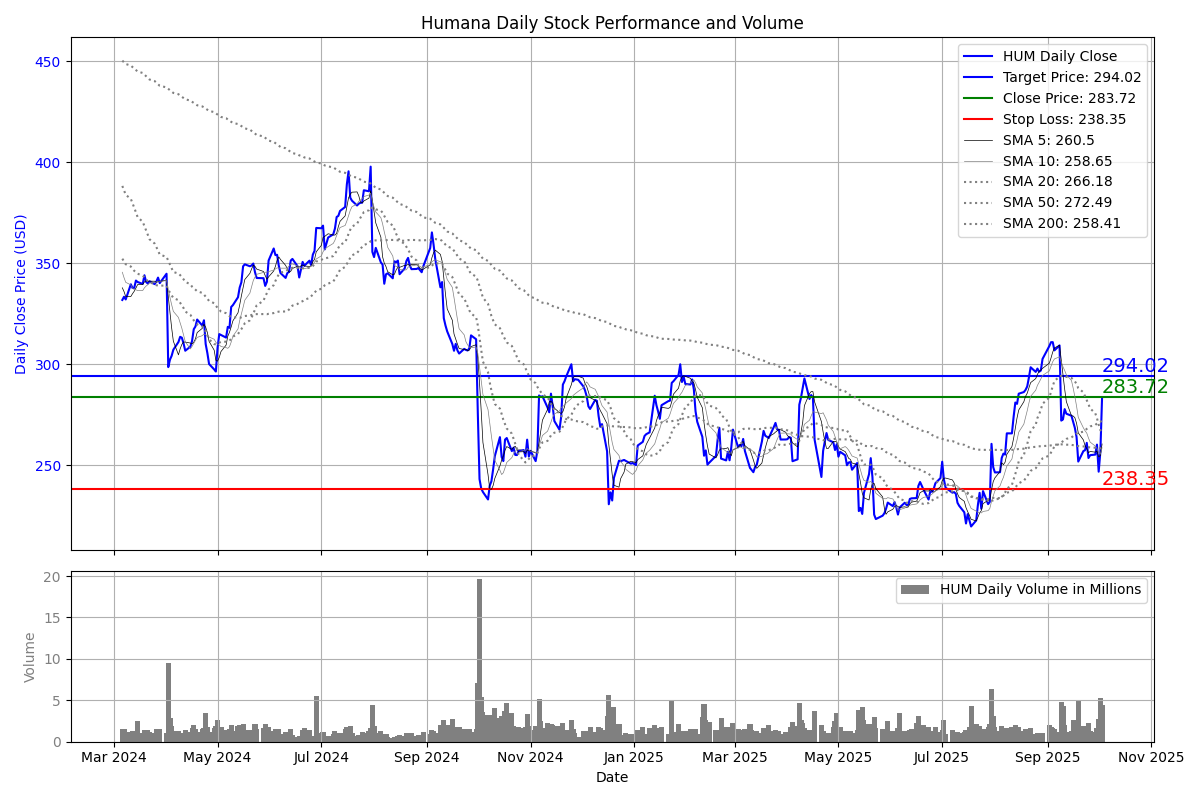 Humana Daily Stock Performance and Volume
450
400
350
300
250
Daily Close Price (USD)
HUM Daily Close
Target Price: 294.02
Close Price: 283.72
Stop Loss: 238.35
SMA 5: 260.5
SMA 10: 258.65
SMA 20: 266.18
SMA 50: 272.49
SMA 200: 258.41
294.02
283.72
238.35
20
15
10
5
0
Volume
HUM Daily Volume in Millions
Mar 2024 May 2024 Jul 2024 Sep 2024 Nov 2024 Jan 2025 Mar 2025 May 2025 Jul 2025 Sep 2025 Nov 2025
Date